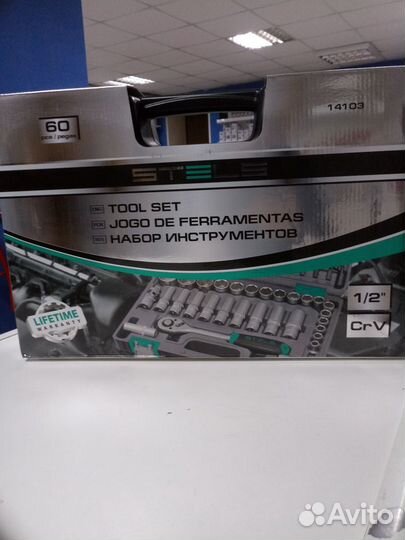 60
pcs / peças
14103
STELS
TOOL SET
JOGO DE FERRAMENTAS
НАБОР ИНСТРУМЕНТОВ
1/2"
CrV
LIFETIME
WARRANTY
Avito